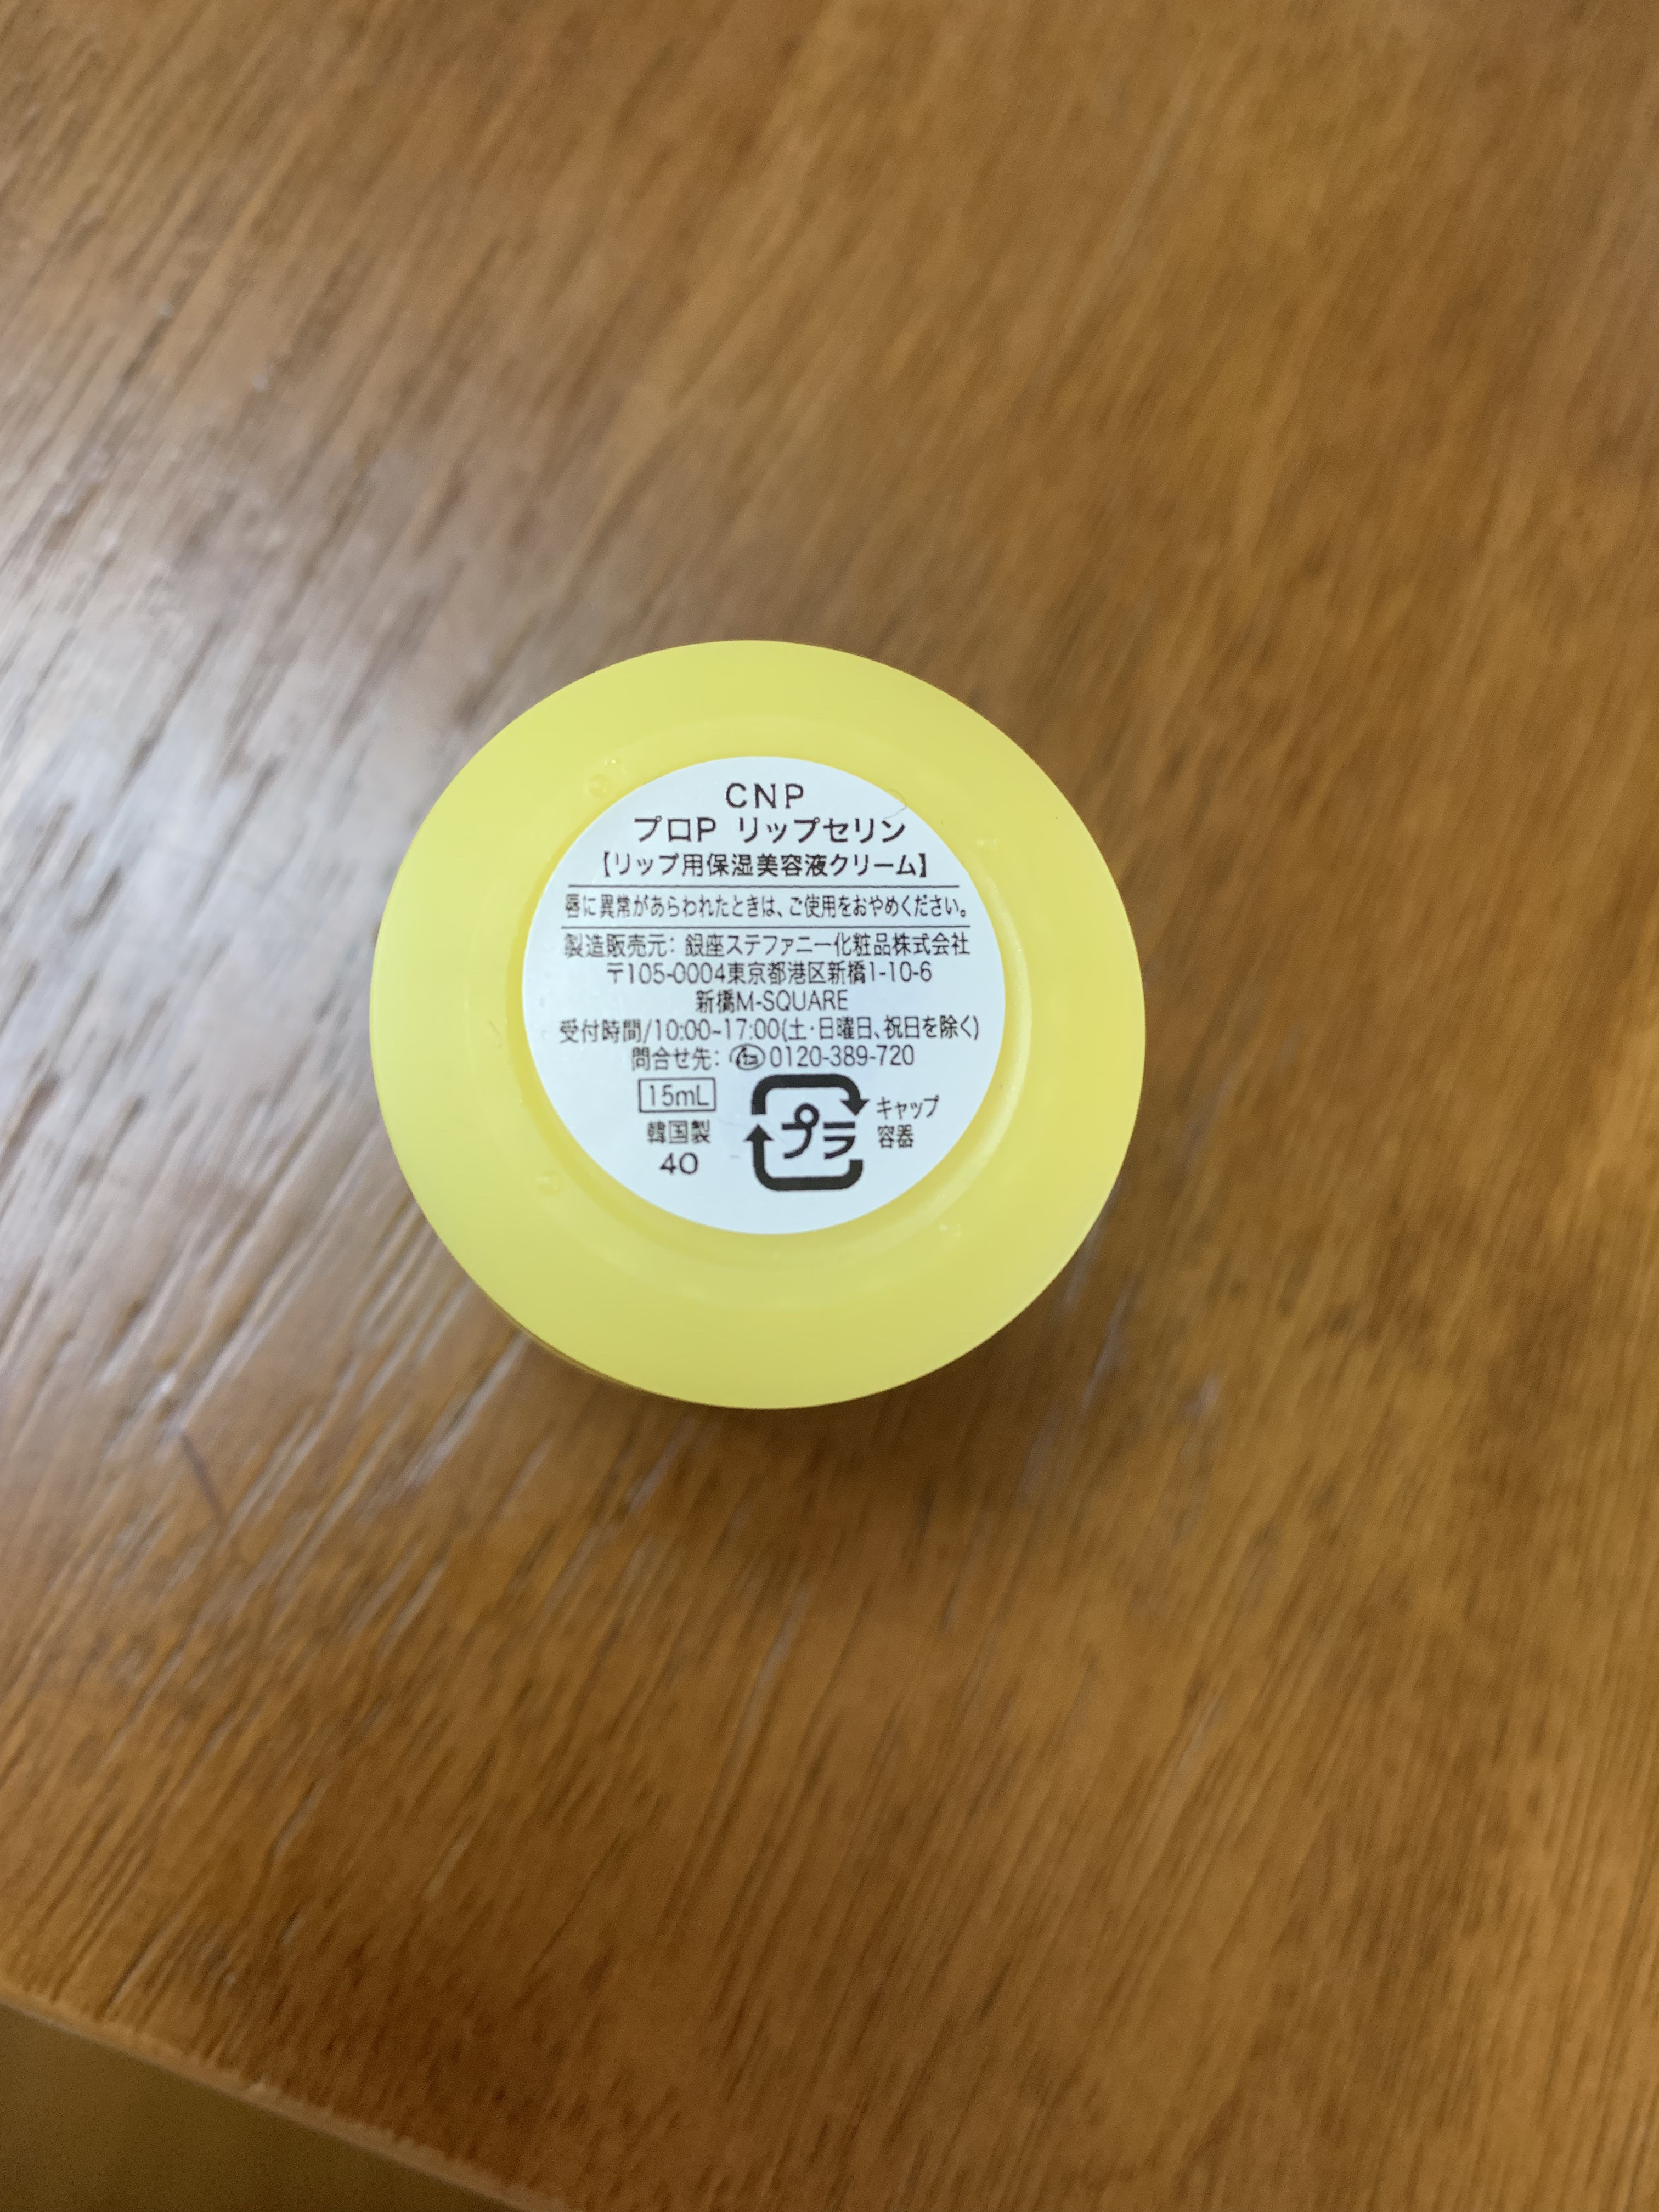 CNP
プロP リップセリン
【リップ用保湿美容液クリーム】
唇に異常があらわれたときは、ご使用をおやめください。
製造販売元：銀座ステファニー化粧品株式会社
〒105-0004東京都港区新橋1-10-6
新橋M-SQUARE
受付時間/10:00~17:00(土・日曜日、祝日を除く)
問合せ先：0120-389-720
15mL
韓国製
40
プラ
キャップ
容器